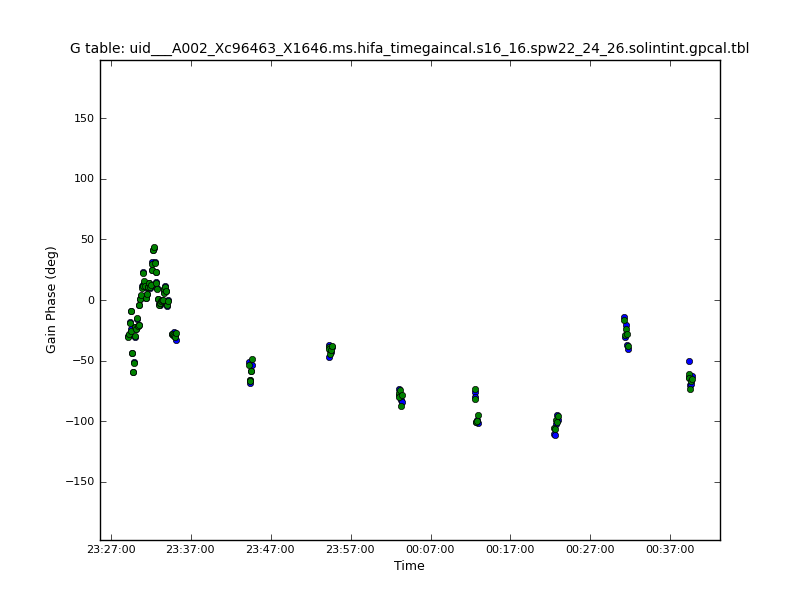 G table: uid___A002_Xc96463_X1646.ms.hifa_timegaincal.s16_16.spw22_24_26.solintint.gpcal.tbl
150
100
50
0
−50
−100
−150
Gain Phase (deg)
23:27:00 23:37:00 23:47:00 23:57:00 00:07:00 00:17:00 00:27:00 00:37:00
Time